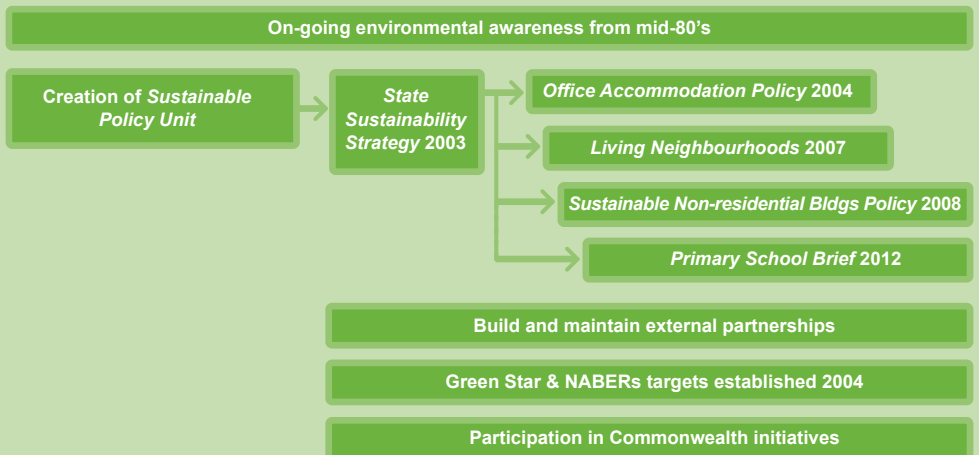 On-going environmental awareness from mid-80’s
Creation of Sustainable
Policy Unit
State
Sustainability
Strategy 2003
Office Accommodation Policy 2004
Living Neighbourhoods 2007
Sustainable Non-residential Bldgs Policy 2008
Primary School Brief 2012
Build and maintain external partnerships
Green Star & NABERs targets established 2004
Participation in Commonwealth initiatives